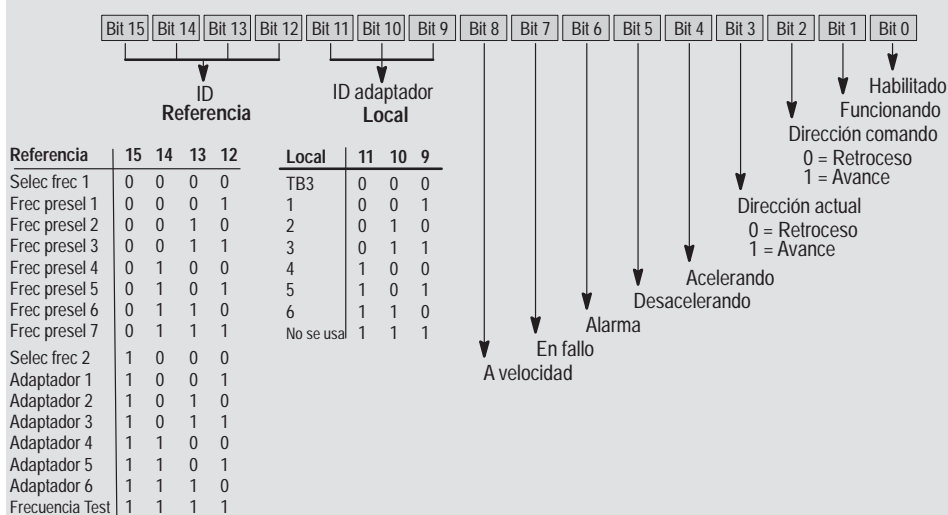 Bit 15 Bit 14 Bit 13 Bit 12 Bit 11 Bit 10 Bit 9 Bit 8 Bit 7 Bit 6 Bit 5 Bit 4 Bit 3 Bit 2 Bit 1 Bit 0
ID
Referencia
ID adaptador
Local
Habilitado
Funcionando
Dirección comando
0 = Retroceso
1 = Avance
Dirección actual
0 = Retroceso
1 = Avance
Acelerando
Desacelerando
Alarma
En fallo
A velocidad
Referencia 15 14 13 12
Selec frec 1 0 0 0 0
Frec presel 1 0 0 0 1
Frec presel 2 0 0 1 0
Frec presel 3 0 0 1 1
Frec presel 4 0 1 0 0
Frec presel 5 0 1 0 1
Frec presel 6 0 1 1 0
Frec presel 7 0 1 1 1
Selec frec 2 1 0 0 0
Adaptador 1 1 0 0 1
Adaptador 2 1 0 1 0
Adaptador 3 1 0 1 1
Adaptador 4 1 1 0 0
Adaptador 5 1 1 0 1
Adaptador 6 1 1 1 0
Frecuencia Test 1 1 1 1
Local 11 10 9
TB3 0 0 0
1 0 0 1
2 0 1 0
3 0 1 1
4 1 0 0
5 1 0 1
6 1 1 0
No se usa 1 1 1